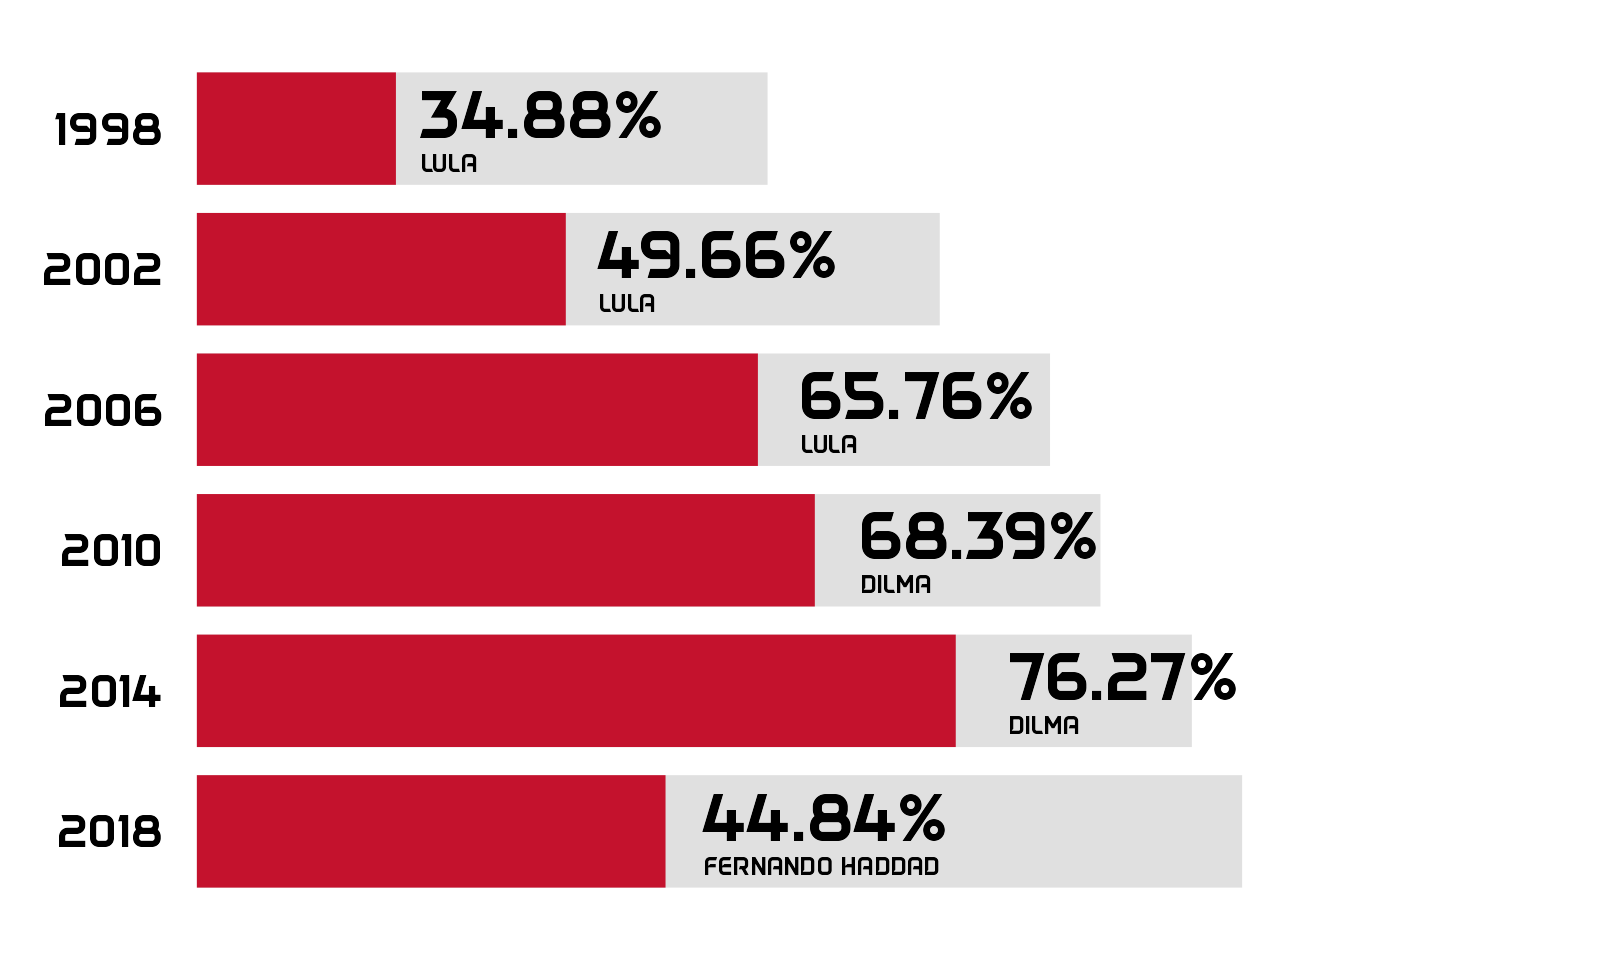 1998
34.88%
LULA
2002
49.66%
LULA
2006
65.76%
LULA
2010
68.39%
DILMA
2014
76.27%
DILMA
2018
44.84%
FERNANDO HADDAD